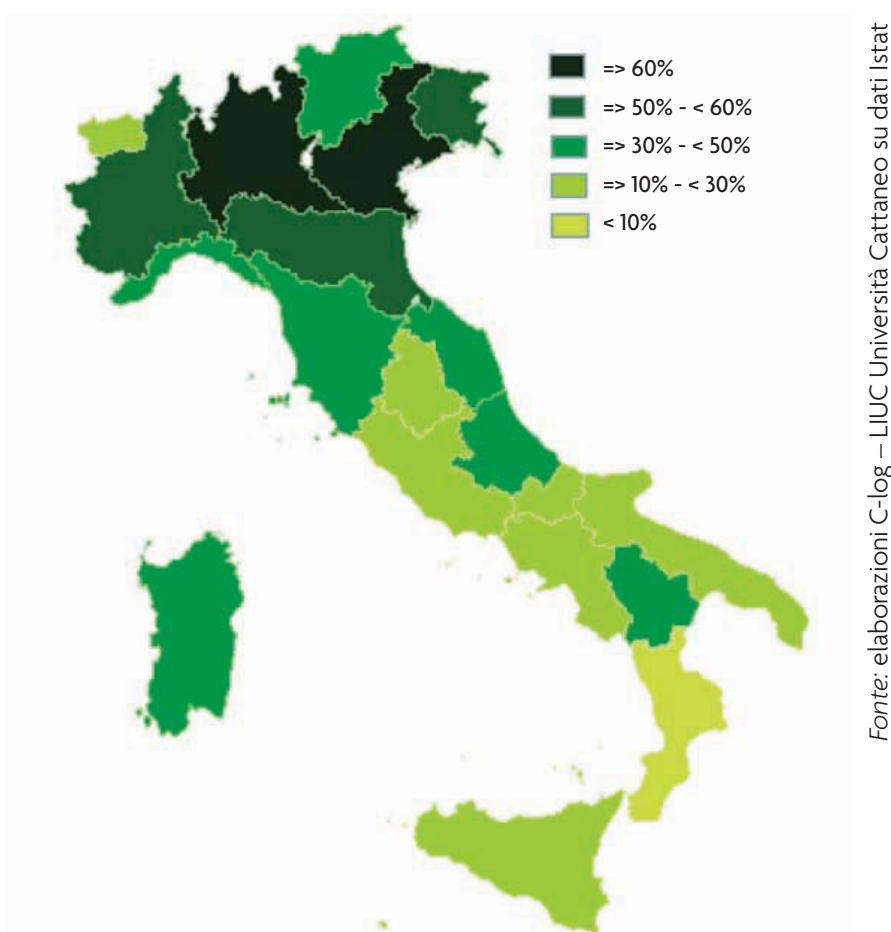 => 60%
=> 50% - < 60%
=> 30% - < 50%
=> 10% - < 30%
< 10%
Fonte: elaborazioni C-log – LIUC Università Cattaneo su dati Istat